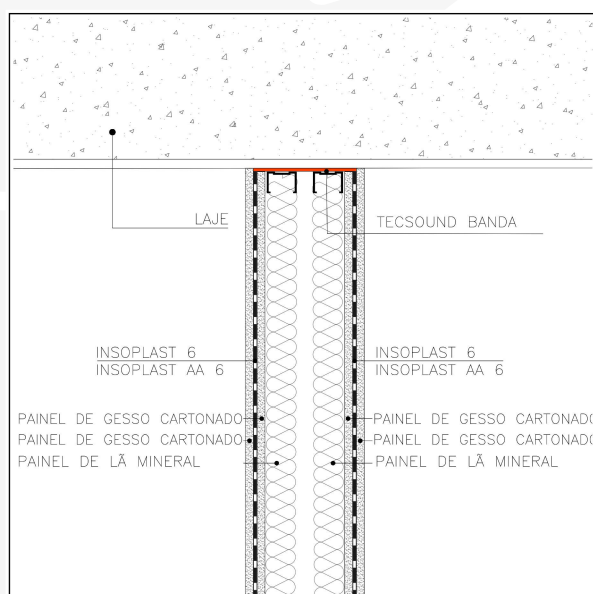 LAJE
TECSOUND BANDA
INSOPLAST 6
INSOPLAST AA 6
INSOPLAST 6
INSOPLAST AA 6
PAINEL DE GESSO CARTONADO
PAINEL DE GESSO CARTONADO
PAINEL DE LÃ MINERAL
PAINEL DE GESSO CARTONADO
PAINEL DE GESSO CARTONADO
PAINEL DE LÃ MINERAL